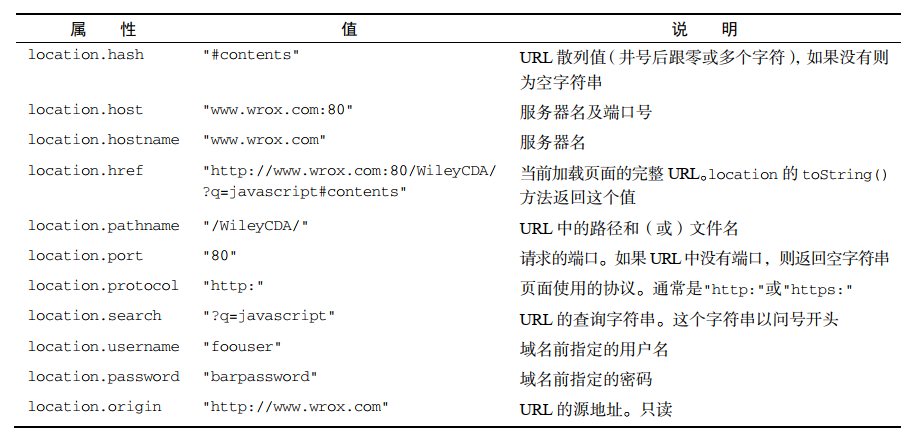 属 性 值 说 明
location.hash "#contents" URL 散列值（井号后跟零或多个字符），如果没有则
为空字符串
location.host "www.wrox.com:80" 服务器名及端口号
location.hostname "www.wrox.com" 服务器名
location.href "http://www.wrox.com:80/WileyCDA/ 当前加载页面的完整 URL。location 的 toString()
?q=javascript#contents" 方法返回这个值
location.pathname "/WileyCDA/" URL 中的路径和（或）文件名
location.port "80" 请求的端口。如果 URL 中没有端口，则返回空字符串
location.protocol "http:" 页面使用的协议。通常是"http:"或"https:"
location.search "?q=javascript" URL 的查询字符串。这个字符串以问号开头
location.username "foouser" 域名前指定的用户名
location.password "barpassword" 域名前指定的密码
location.origin "http://www.wrox.com" URL 的源地址。只读